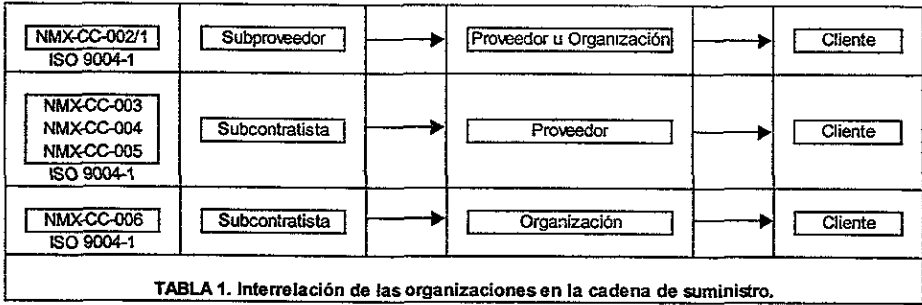 NMX-CC-002/1 Subproveedor Proveedor u Organización Cliente
ISO 9004-1
NMX-CC-003
NMX-CC-004
NMX-CC-005 Subcontratista Proveedor Cliente
ISO 9004-1
NMX-CC-006 Subcontratista Organización Cliente
ISO 9004-1
TABLA 1. Interrelación de las organizaciones en la cadena de suministro.